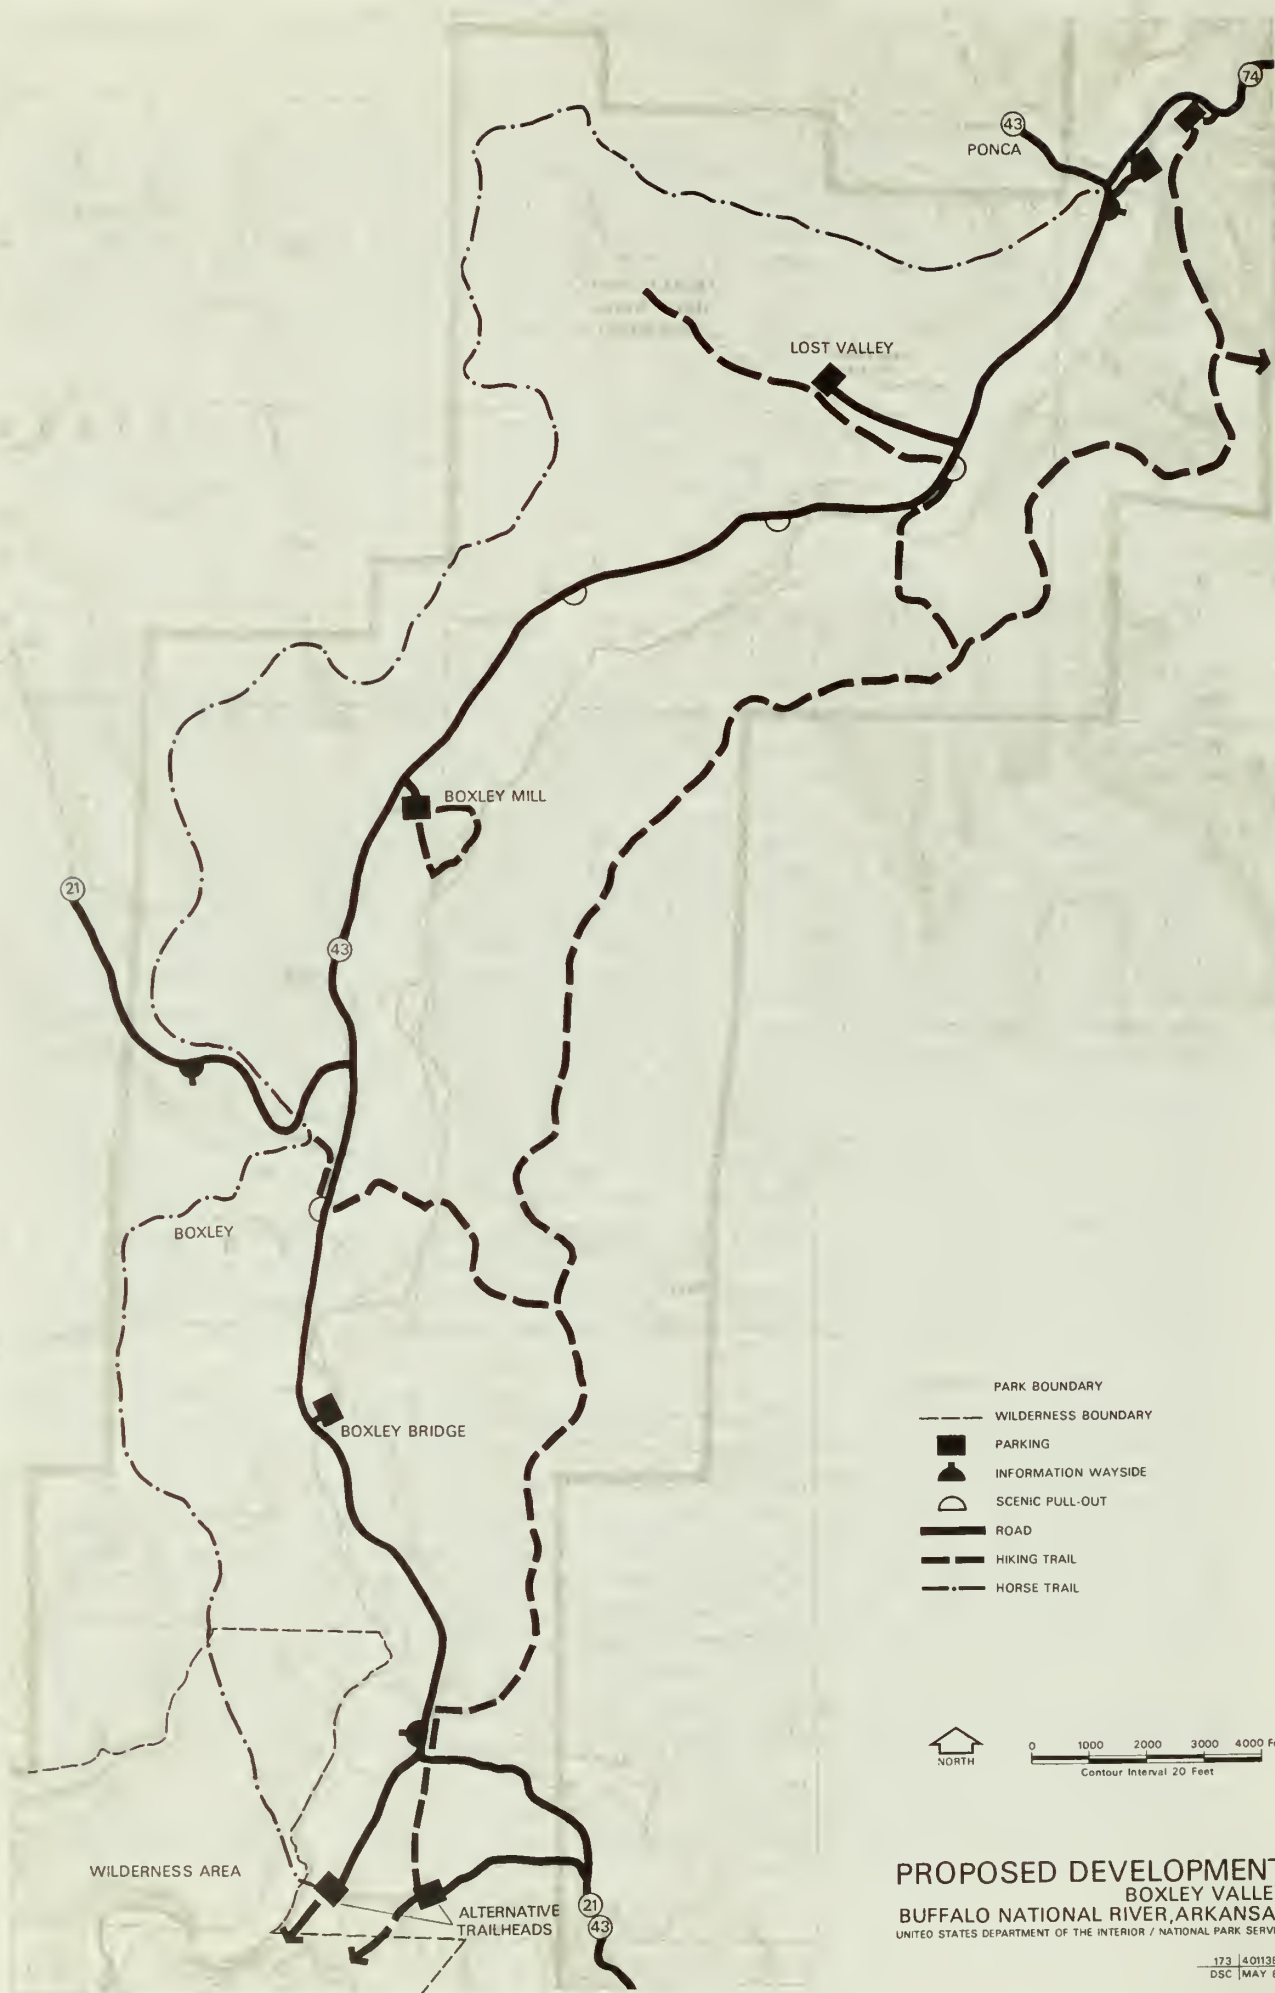 74
43
PONCA
LOST VALLEY
BOXLEY MILL
21
43
BOXLEY
BOXLEY BRIDGE
PARK BOUNDARY
WILDERNESS BOUNDARY
PARKING
INFORMATION WAYSIDE
SCENIC PULL-OUT
ROAD
HIKING TRAIL
HORSE TRAIL
NORTH
0 1000 2000 3000 4000
Contour Interval 20 Feet
WILDERNESS AREA
ALTERNATIVE
TRAILHEADS
21
43
PROPOSED DEVELOPMENT
BOXLEY VALLE
BUFFALO NATIONAL RIVER, ARKANSA
UNITED STATES DEPARTMENT OF THE INTERIOR / NATIONAL PARK SERVI
173 40113
DSC MAY